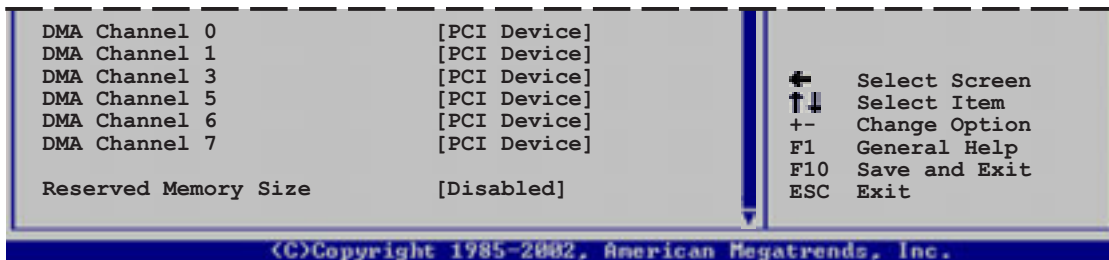 DMA Channel 0 [PCI Device]
DMA Channel 1 [PCI Device]
DMA Channel 3 [PCI Device]
DMA Channel 5 [PCI Device]
DMA Channel 6 [PCI Device]
DMA Channel 7 [PCI Device]
Reserved Memory Size [Disabled]
← Select Screen
↑↓ Select Item
+- Change Option
F1 General Help
F10 Save and Exit
ESC Exit
(C)Copyright 1985-2002, American Megatrends, Inc.